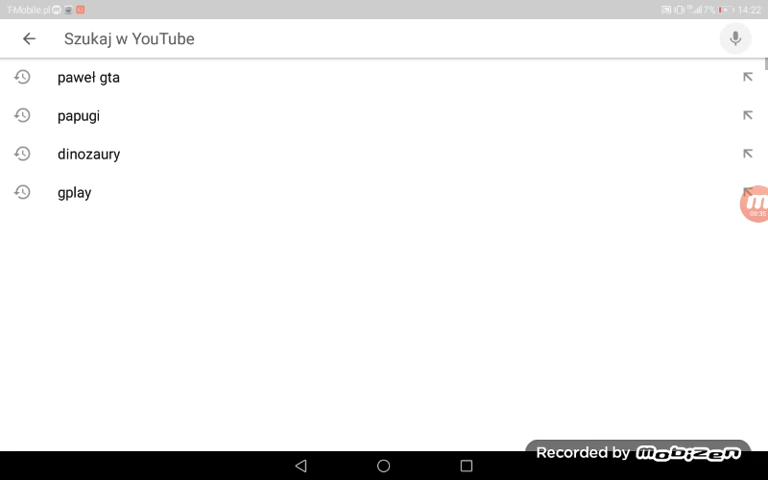 T-Mobile.pl
7% 14:22
Szukaj w YouTube
paweł gta
papugi
dinozaury
gplay
Recorded by mobizen